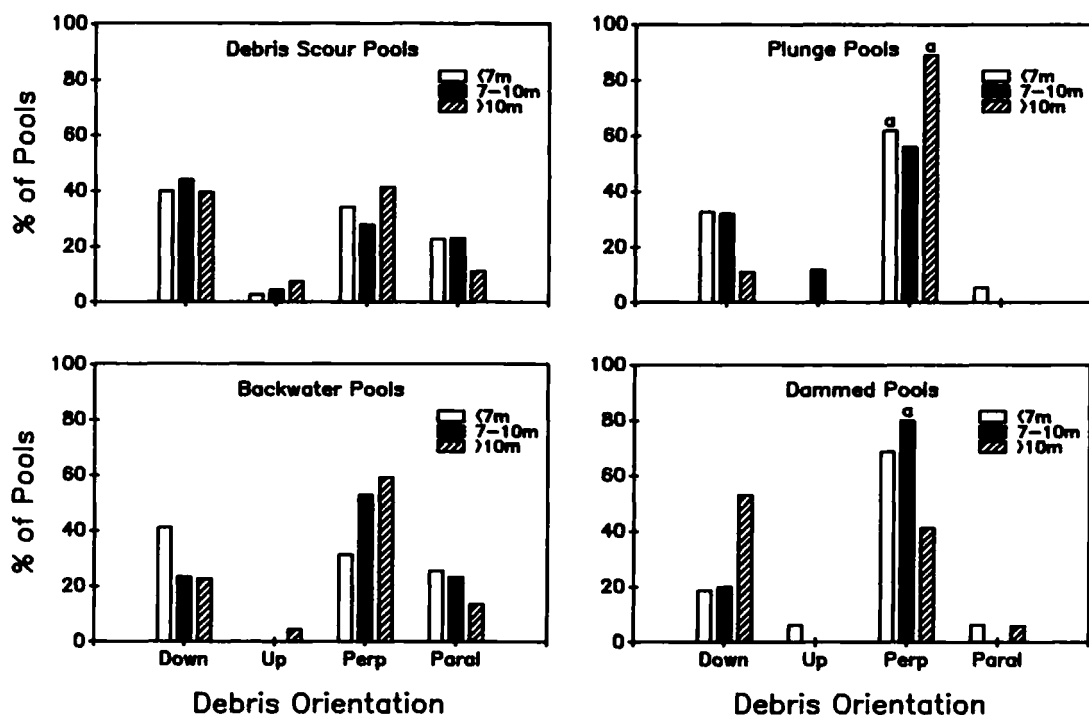 Debris Scour Pools
<7m
7-10m
>10m
100
80
60
40
20
0
% of Pools
Plunge Pools
<7m
7-10m
>10m
a
a
100
80
60
40
20
0
Backwater Pools
<7m
7-10m
>10m
100
80
60
40
20
0
% of Pools
Down Up Perp Paral
Debris Orientation
Dammed Pools
<7m
7-10m
>10m
a
100
80
60
40
20
0
Down Up Perp Paral
Debris Orientation